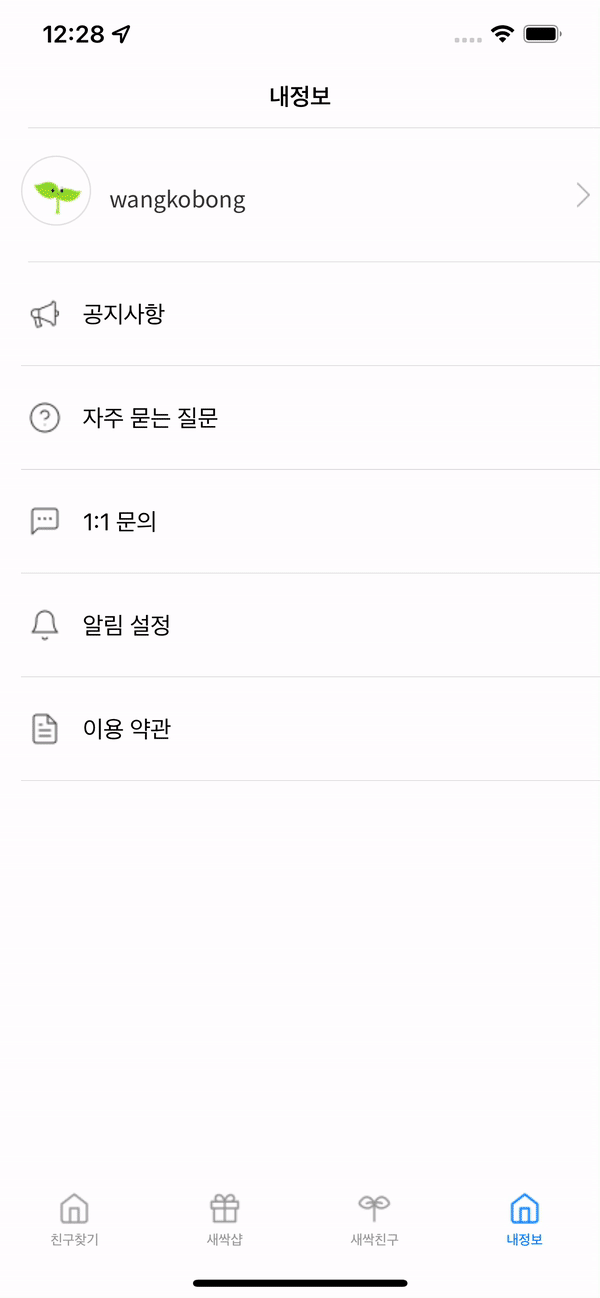 12:28
내정보
wangkobong
공지사항
자주 묻는 질문
1:1 문의
알림 설정
이용 약관
친구찾기
새싹샵
새싹친구
내정보